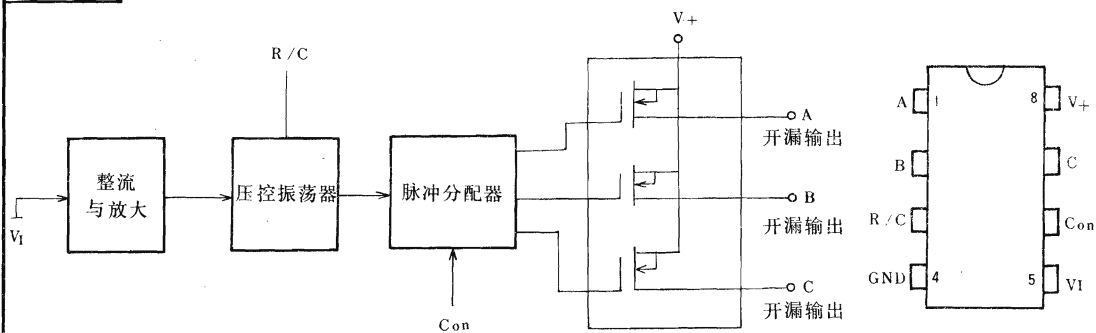 V+
R/C
整流
与放大
压控振荡器
脉冲分配器
VI
Con
A
开漏输出
B
开漏输出
C
开漏输出
A 1 8 V+
B C
R/C Con
GND 4 5 VI